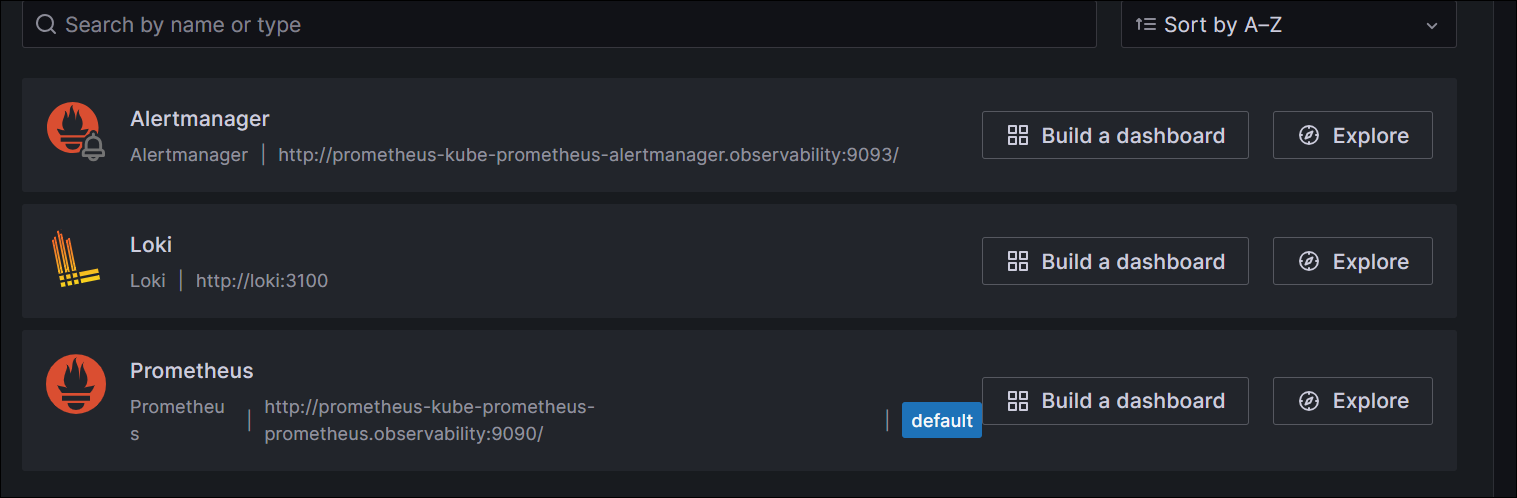 Search by name or type
Sort by A–Z
Alertmanager
Alertmanager | http://prometheus-kube-prometheus-alertmanager.observability:9093/
Build a dashboard
Explore
Loki
Loki | http://loki:3100
Build a dashboard
Explore
Prometheus
Prometheu
s
| http://prometheus-kube-prometheus-
prometheus.observability:9090/
| default
Build a dashboard
Explore